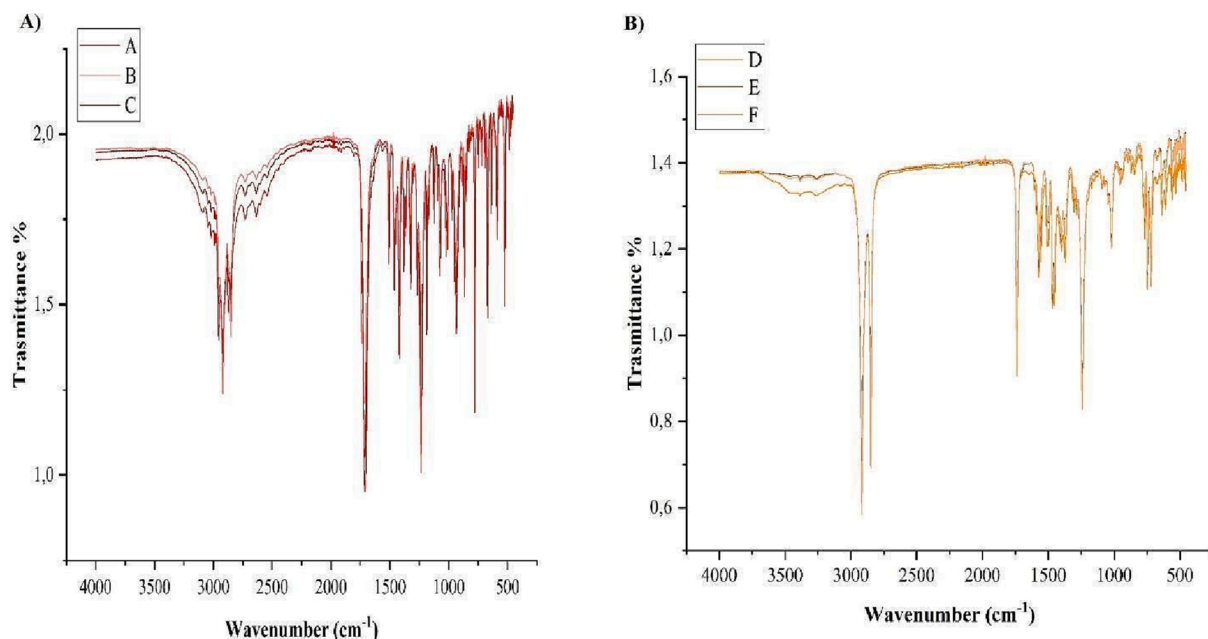 A)
A
B
C
2,0
1,5
1,0
Trasmittance %
4000 3500 3000 2500 2000 1500 1000 500
Wavenumber (cm⁻¹)
B)
D
E
F
1,6
1,4
1,2
1,0
0,8
0,6
Trasmittance %
4000 3500 3000 2500 2000 1500 1000 500
Wavenumber (cm⁻¹)